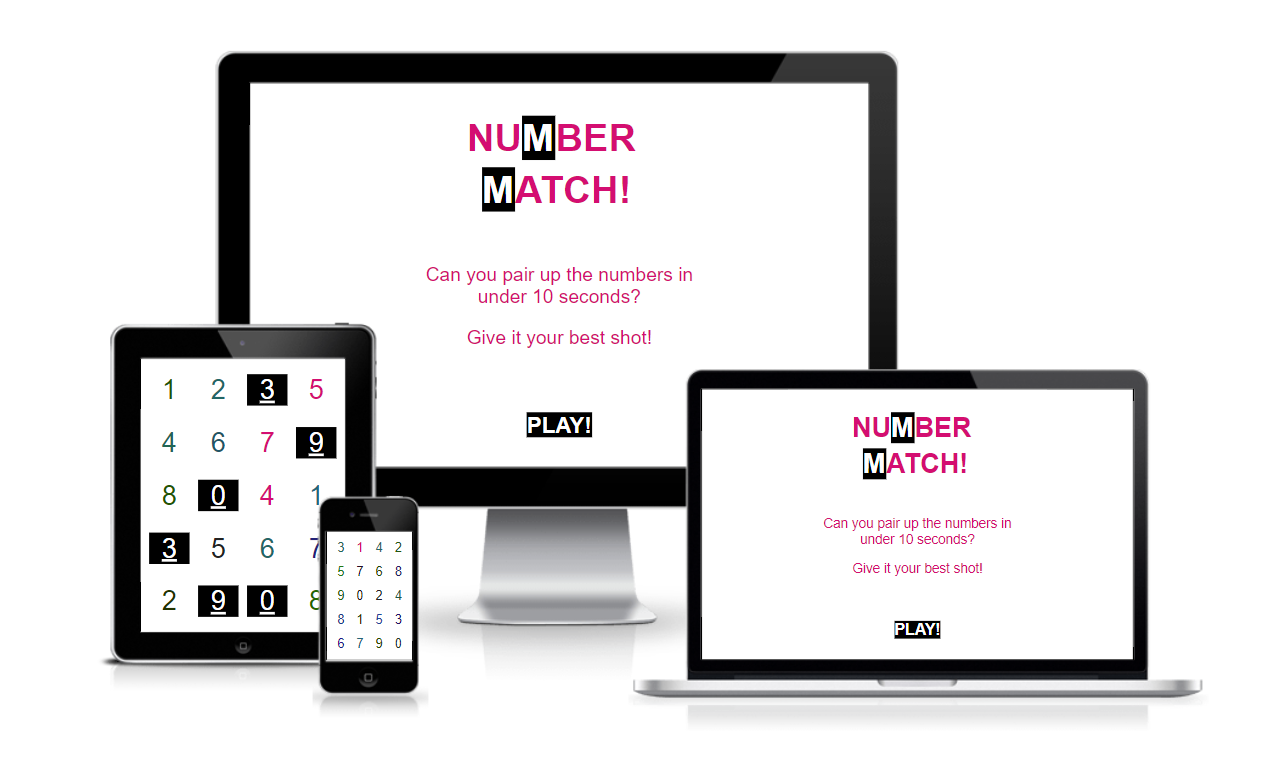 NUMBER
MATCH!
Can you pair up the numbers in
under 10 seconds?
Give it your best shot!
PLAY!
1 2 3 5
4 6 7 9
8 0 4 1
3 5 6 7
2 9 0 8
3 1 4 2
5 7 6 8
9 0 2 4
8 1 5 3
6 7 9 0
NUMBER
MATCH!
Can you pair up the numbers in
under 10 seconds?
Give it your best shot!
PLAY!